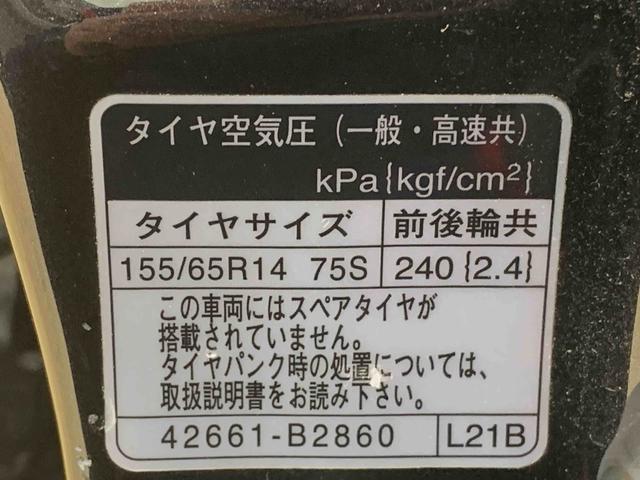 タイヤ空気圧（一般・高速共）
kPa{kgf/cm²}
タイヤサイズ 前後輪共
155/65R14 75S 240{2.4}
この車両にはスペアタイヤが
搭載されていません。
タイヤパンク時の処置については、
取扱説明書をお読み下さい。
42661-B2860 L21B